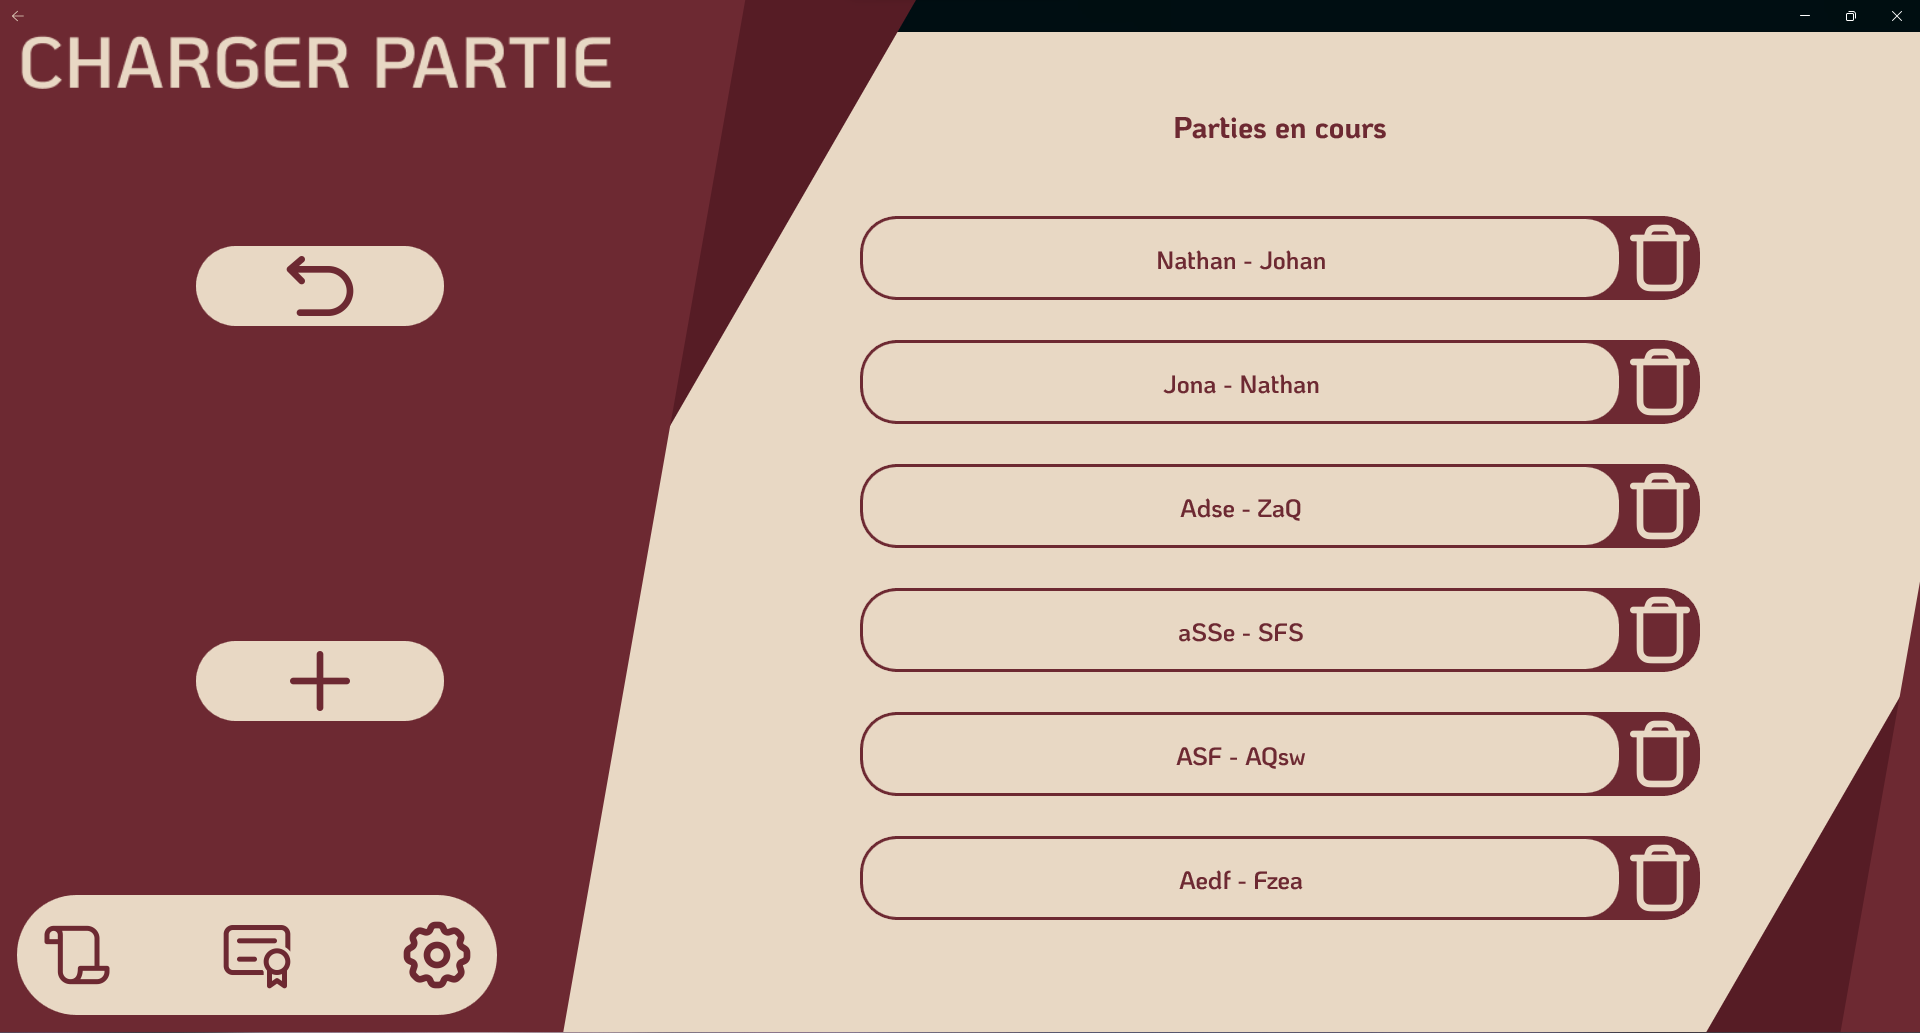 CHARGER PARTIE
Parties en cours
Nathan - Johan
Jona - Nathan
Adse - ZaQ
aSSe - SFS
ASF - AQsw
Aedf - Fzea